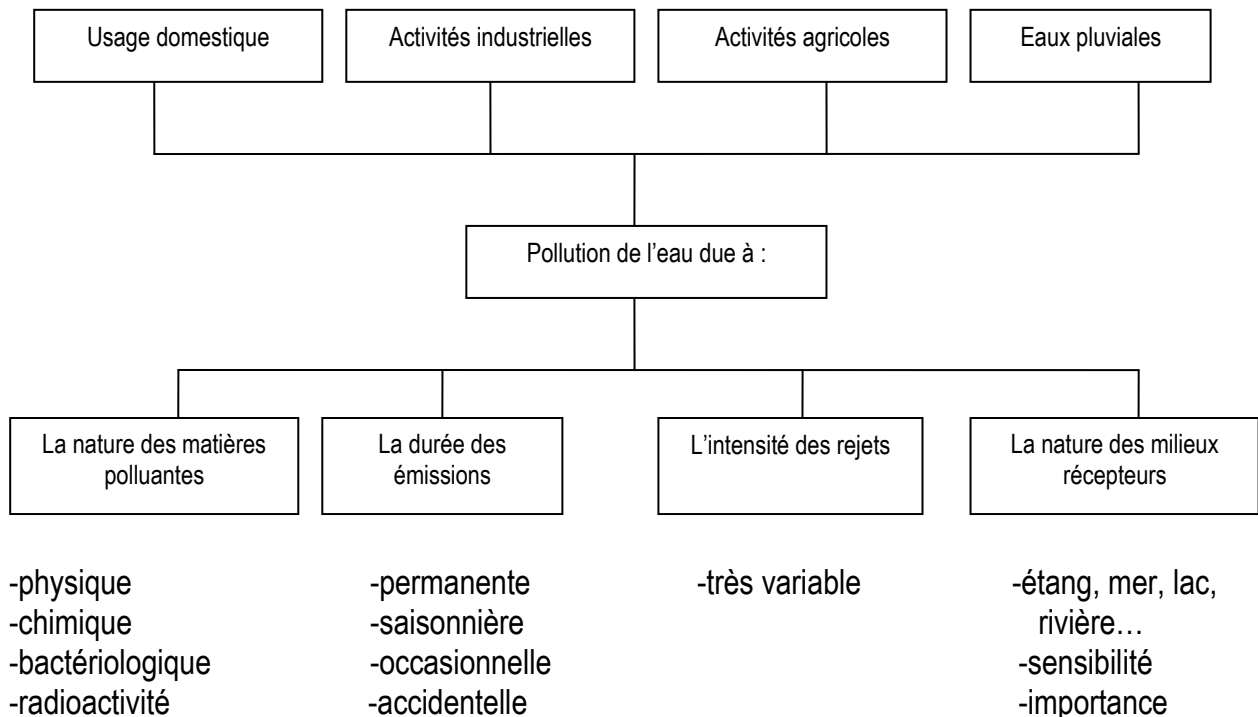 Usage domestique
Activités industrielles
Activités agricoles
Eaux pluviales
Pollution de l’eau due à :
La nature des matières
polluantes
La durée des
émissions
L’intensité des rejets
La nature des milieux
récepteurs
-physique
-chimique
-bactériologique
-radioactivité
-permanente
-saisonnière
-occasionnelle
-accidentelle
-très variable
-étang, mer, lac,
rivière…
-sensibilité
-importance